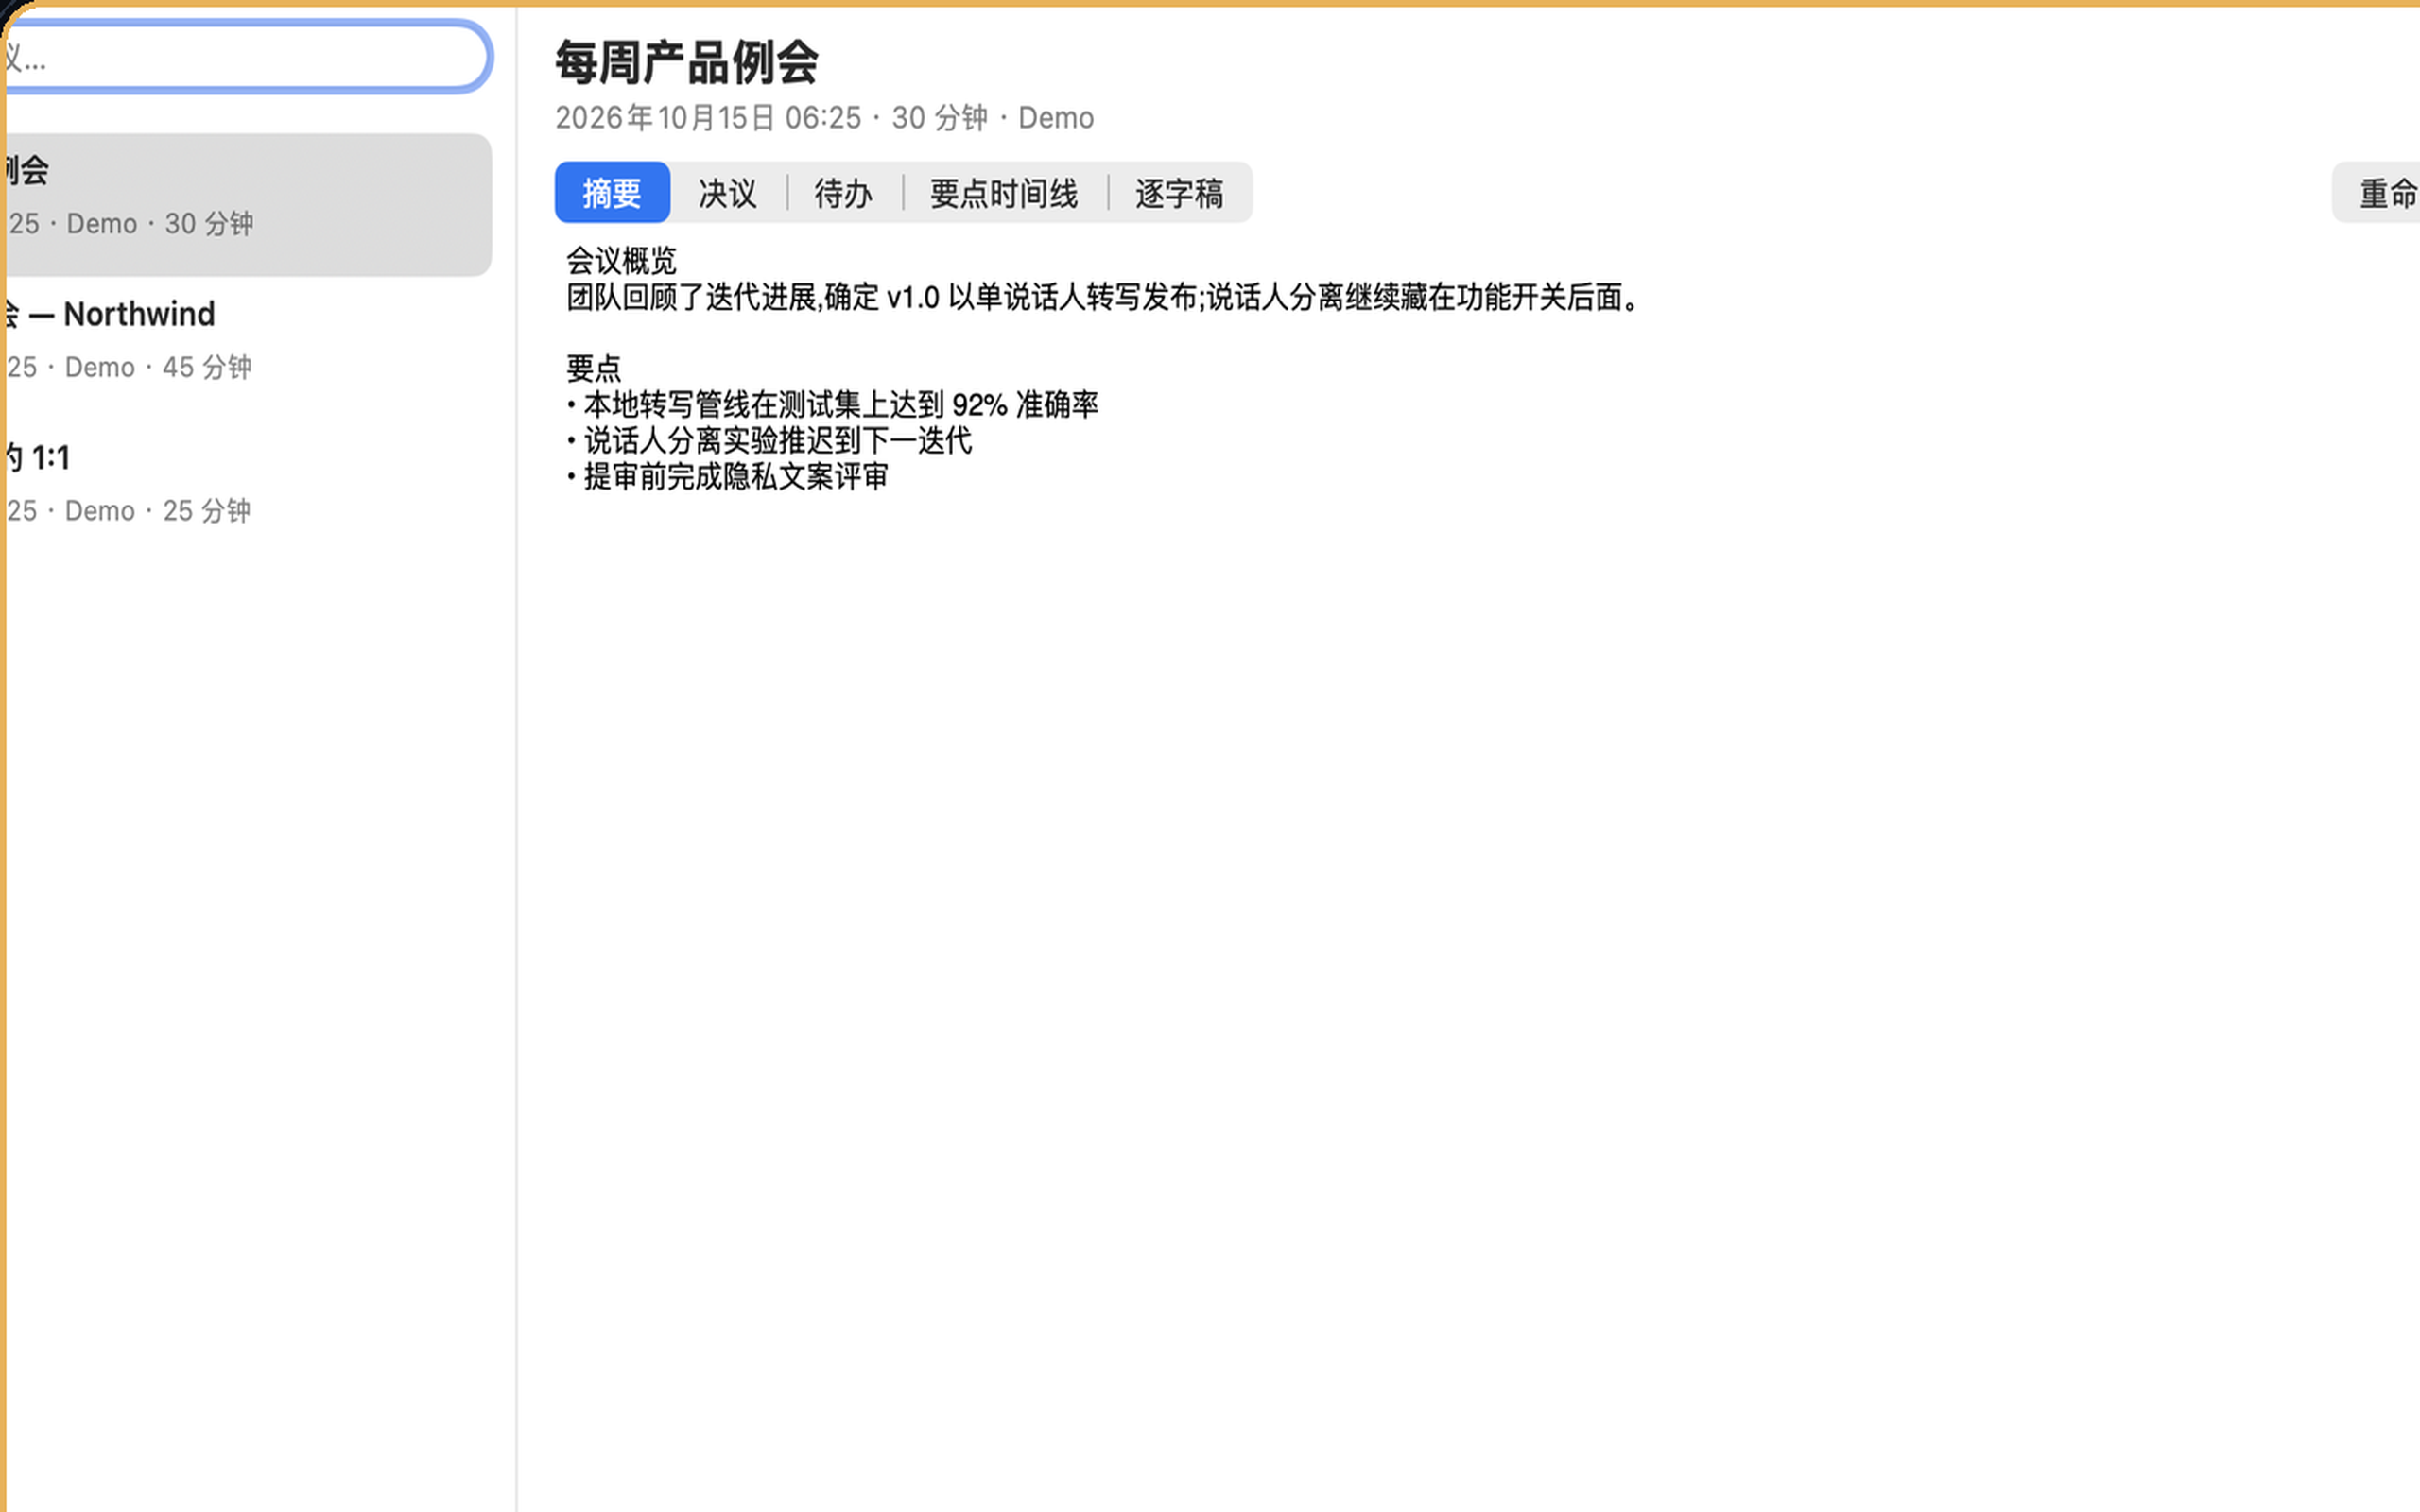 议...
例会
25 · Demo · 30 分钟
会 — Northwind
25 · Demo · 45 分钟
的 1:1
25 · Demo · 25 分钟
每周产品例会
2026年10月15日 06:25 · 30 分钟 · Demo
摘要 决议 待办 要点时间线 逐字稿
重命
会议概览
团队回顾了迭代进展,确定 v1.0 以单说话人转写发布;说话人分离继续藏在功能开关后面。
要点
• 本地转写管线在测试集上达到 92% 准确率
• 说话人分离实验推迟到下一迭代
• 提审前完成隐私文案评审